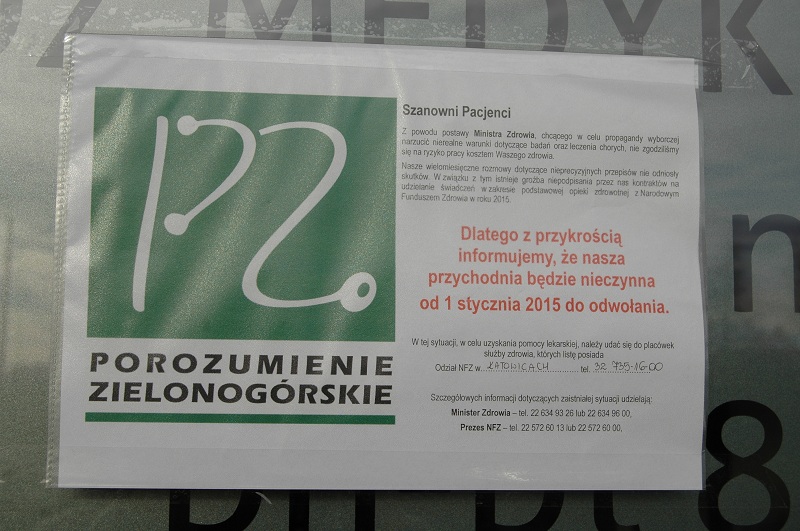 DZ MEDYK
PZ
POROZUMIENIE
ZIELONOGÓRSKIE
Szanowni Pacjenci
Z powodu postawy Ministra Zdrowia, chcącego w celu propagandy wyborczej
narzucić nierealne warunki dotyczące badań oraz leczenia chorych, nie zgodziliśmy
się na ryzyko pracy kosztem Waszego zdrowia.
Nasze wielomiesięczne rozmowy dotyczące nieprecyzyjnych przepisów nie odniosły
skutków. W związku z tym istnieje groźba niepodpisania przez nas kontraktów na
udzielanie świadczeń w zakresie podstawowej opieki zdrowotnej z Narodowym
Funduszem Zdrowia w roku 2015.
Dlatego z przykrością
informujemy, że nasza
przychodnia będzie nieczynna
od 1 stycznia 2015 do odwołania.
W tej sytuacji, w celu uzyskania pomocy lekarskiej, należy udać się do placówek
służby zdrowia, których listę posiada
Odział NFZ w KATOWICACH tel. 32 735-16-00
Szczegółowych informacji dotyczących zaistniałej sytuacji udzielają:
Minister Zdrowia – tel. 22 634 93 26 lub 22 634 96 00,
Prezes NFZ – tel. 22 572 60 13 lub 22 572 60 00.
8